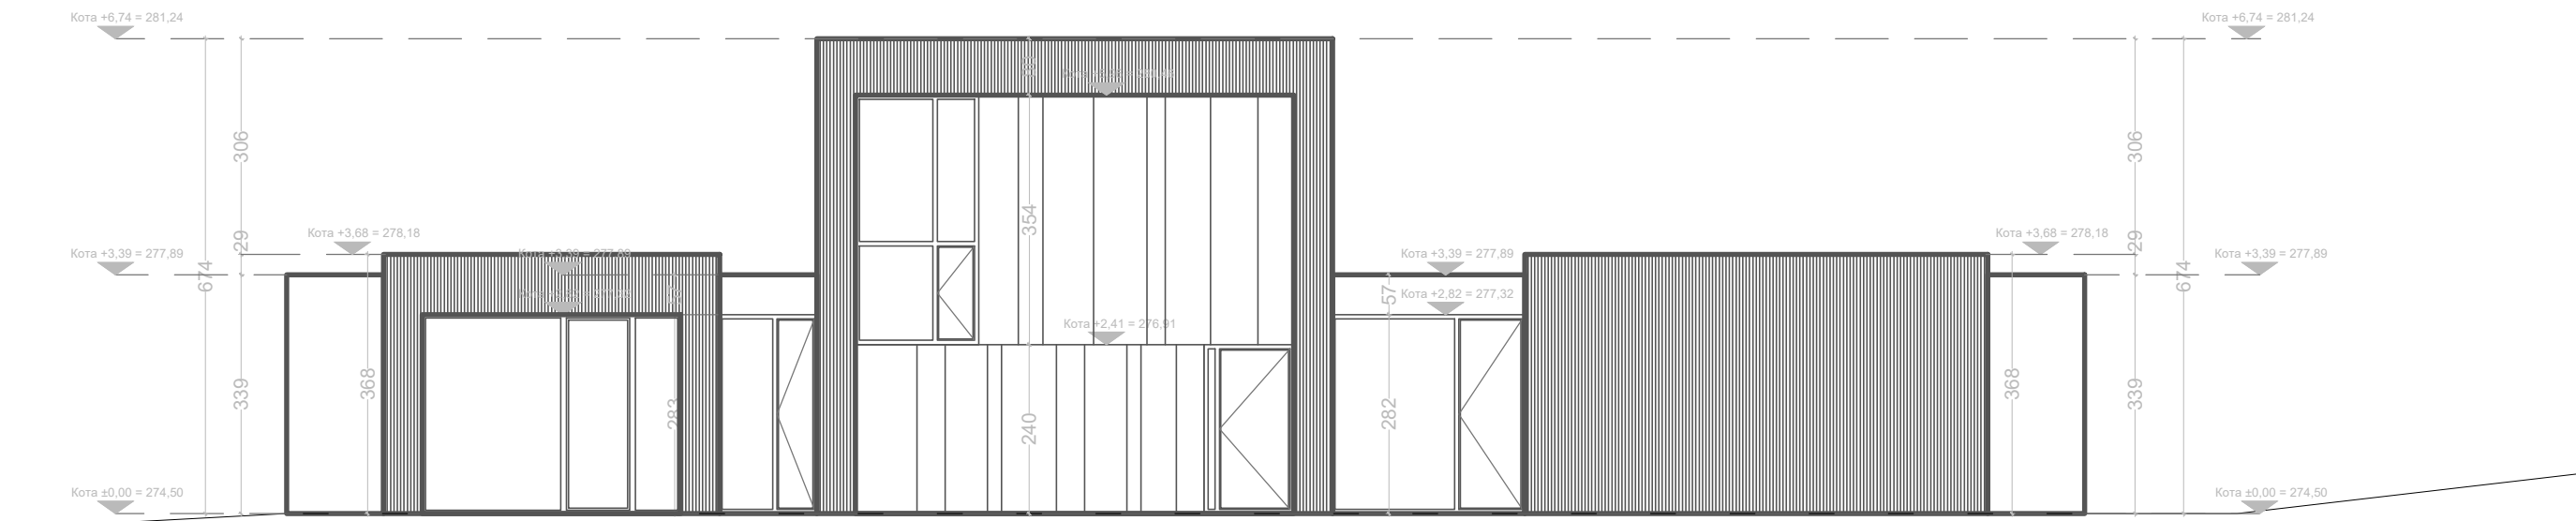 Кота +6,74 = 281,24
Кота +6,74 = 281,24
306
306
354
Кота +3,68 = 278,18
29
Кота +3,68 = 278,18
29
Кота +3,39 = 277,89
674
Кота +3,39 = 277,89
Кота +3,39 = 277,89
674
Кота +3,39 = 277,89
57
Кота +2,82 = 277,32
Кота +2,41 = 276,91
339
368
283
240
282
368
339
Кота ±0,00 = 274,50
Кота ±0,00 = 274,50